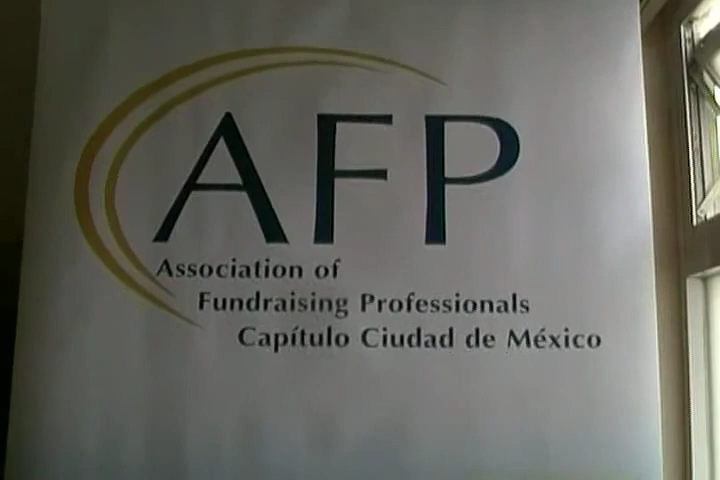 AFP
Association of
Fundraising Professionals
Capítulo Ciudad de México